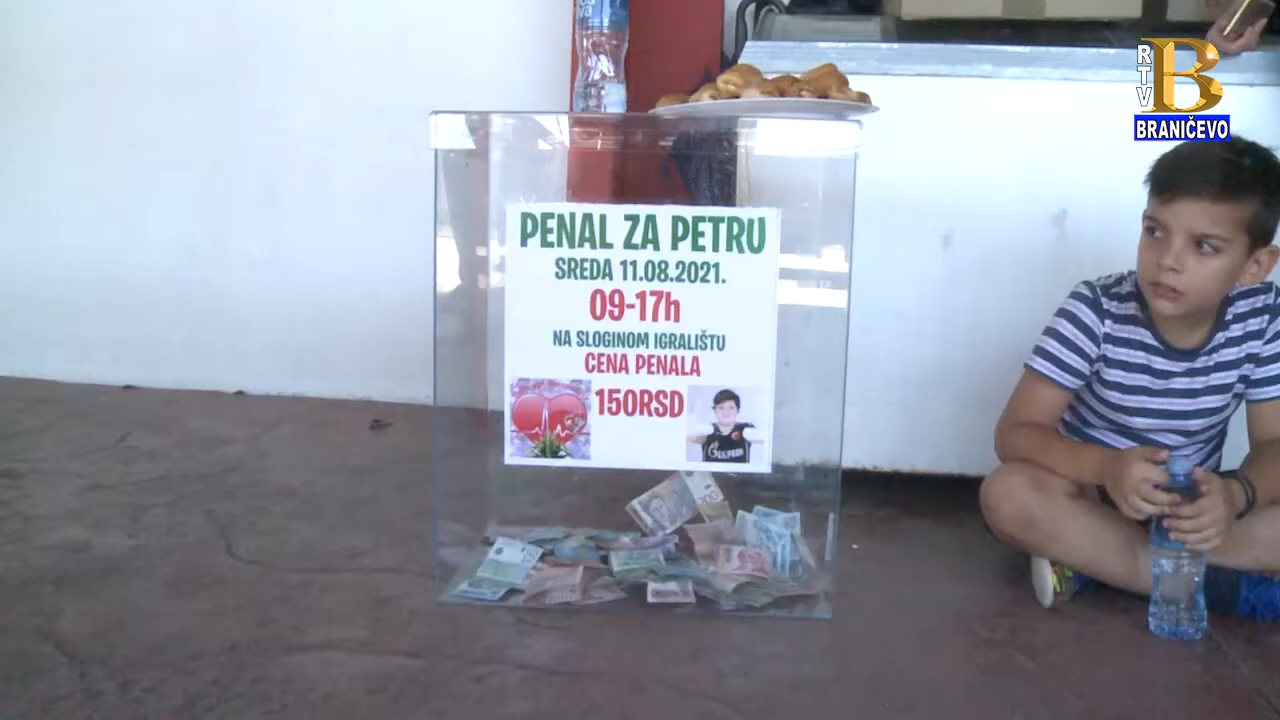 RTV
B
BRANIČEVO
PENAL ZA PETRU
SREDA 11.08.2021.
09-17h
NA SLOGINOM IGRALIŠTU
CENA PENALA
150RSD